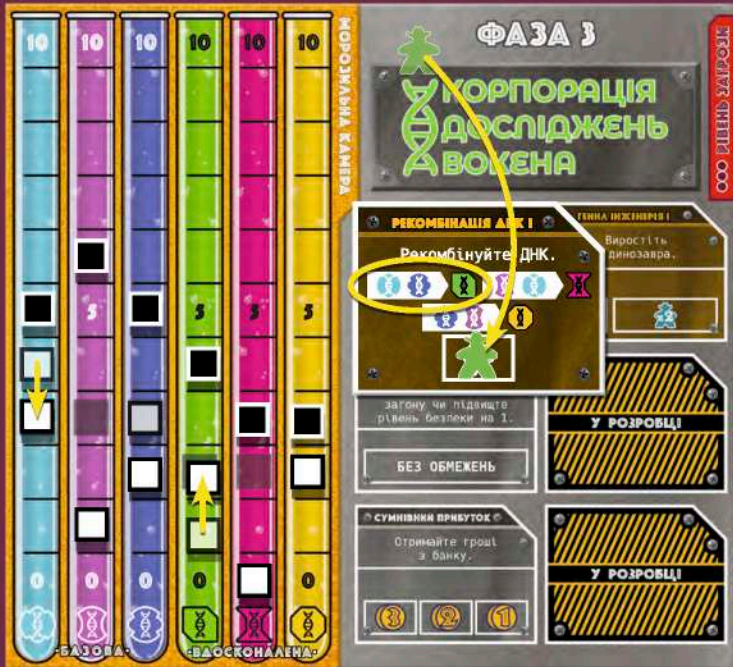 10 10 10 10 10 10
МОРОЗИЛЬНА КАМЕРА
5 5 5 5
0 0 0 0 0 0
·БАЗОВА· ·ВДОСКОНАЛЕНА·
ФАЗА 3
КОРПОРАЦІЯ
ДОСЛІДЖЕНЬ
ВОКЕНА
РІВЕНЬ ЗАГРОЗИ
РЕКОМБІНАЦІЯ ДНК І
Рекомбінуйте ДНК.
ГЕННА ІНЖЕНЕРІЯ І
Виростіть
динозавра.
x2
загону чи підвищте
рівень безпеки на 1.
БЕЗ ОБМЕЖЕНЬ
У РОЗРОБЦІ
СУМНІВНИЙ ПРИБУТОК
Отримайте гроші
з банку.
3 2 1
У РОЗРОБЦІ